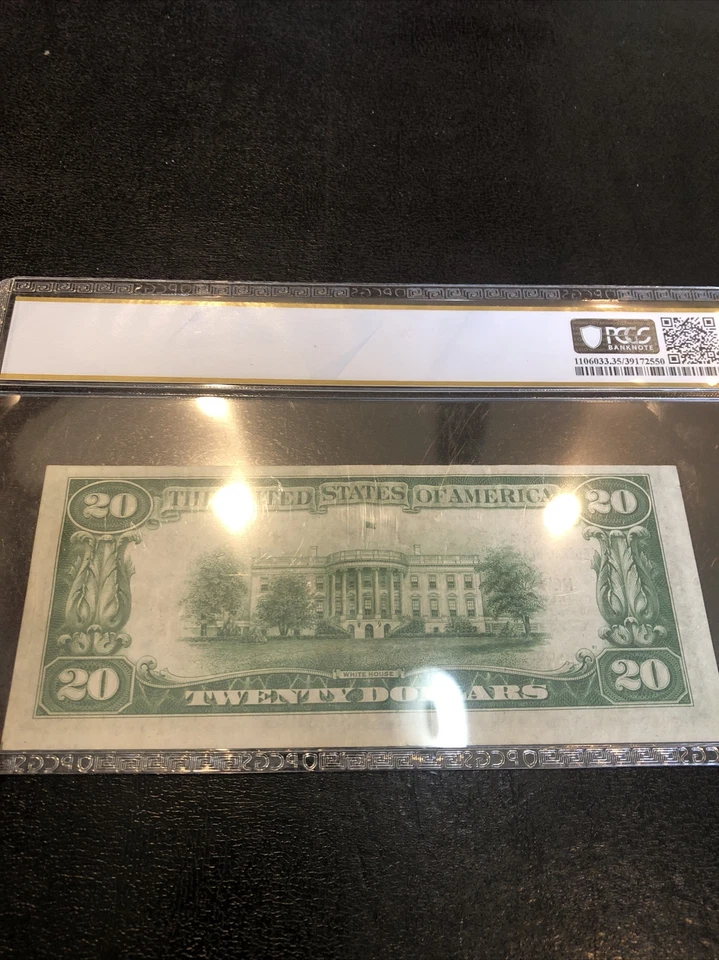 PCGS
BANKNOTE
1106033.35/39172550
20 THE UNITED STATES OF AMERICA 20
WHITE HOUSE
20 TWENTY DOLLARS 20